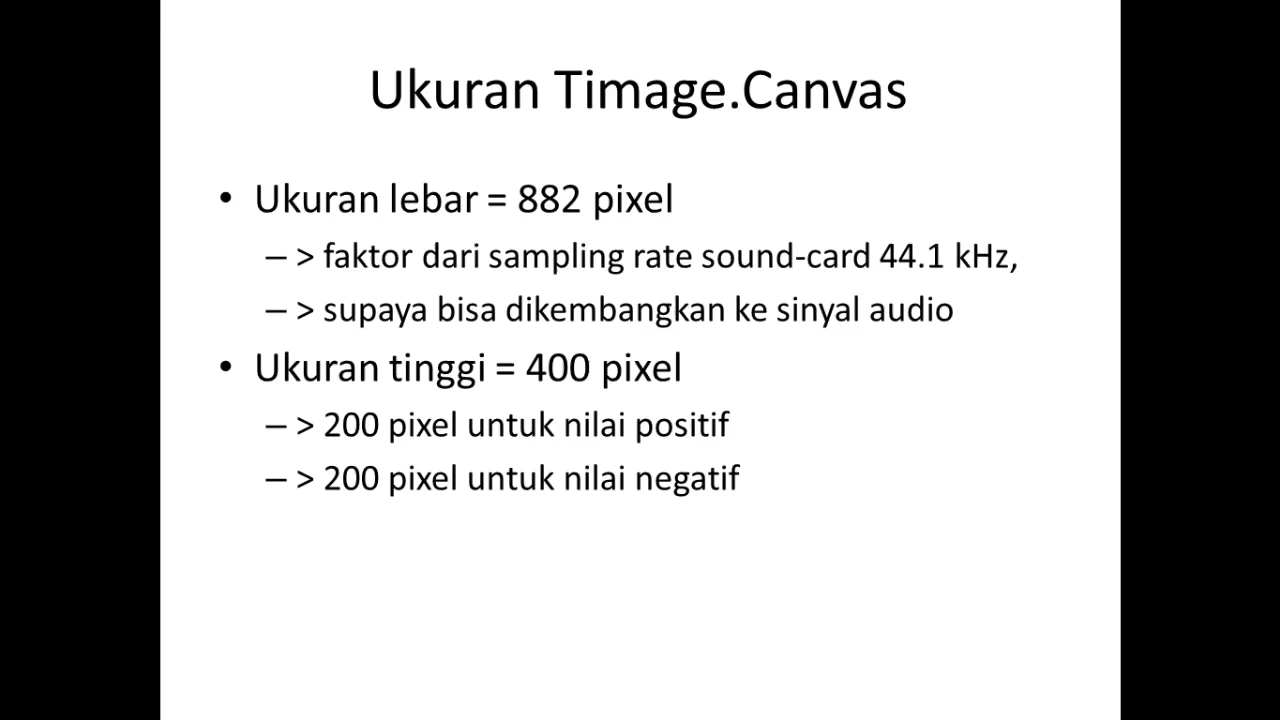 Ukuran Timage.Canvas
• Ukuran lebar = 882 pixel
– > faktor dari sampling rate sound-card 44.1 kHz,
– > supaya bisa dikembangkan ke sinyal audio
• Ukuran tinggi = 400 pixel
– > 200 pixel untuk nilai positif
– > 200 pixel untuk nilai negatif